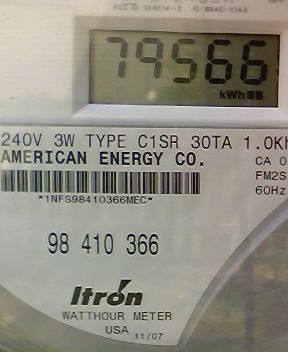 79566
kWh
240V 3W TYPE C1SR 30TA 1.0Kh
AMERICAN ENERGY CO.
CA 0
FM2S
60Hz
*1NFS98410366MEC*
98 410 366
Itron
WATTHOUR METER
USA 11/07